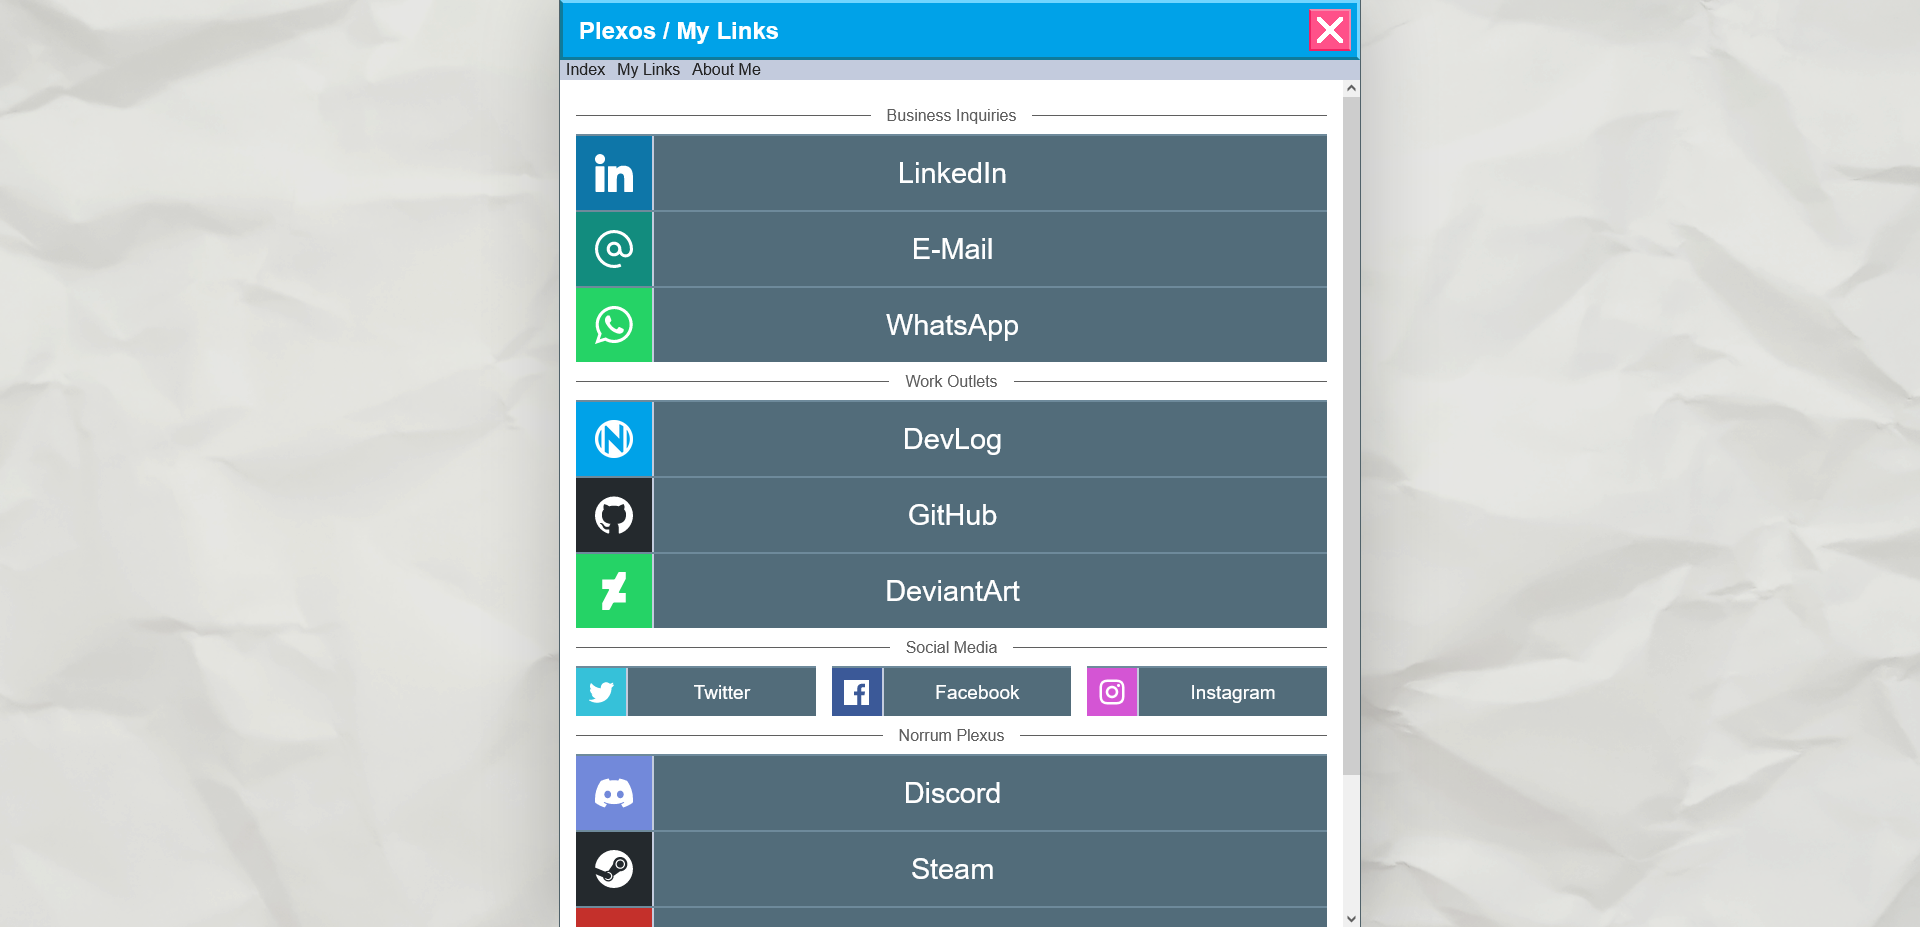 Plexos / My Links
Index My Links About Me
Business Inquiries
LinkedIn
E-Mail
WhatsApp
Work Outlets
DevLog
GitHub
DeviantArt
Social Media
Twitter Facebook Instagram
Norrum Plexus
Discord
Steam